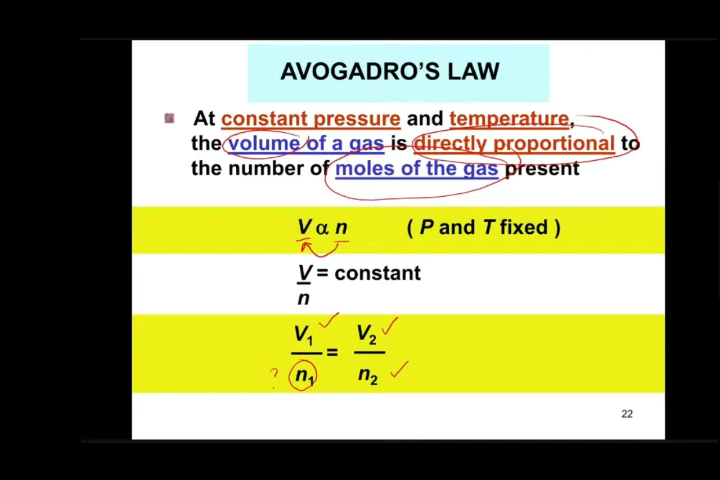 AVOGADRO'S LAW
At constant pressure and temperature,
the volume of a gas is directly proportional to
the number of moles of the gas present
V α n ( P and T fixed )
V = constant
n
V1 = V2
? n1 n2
22